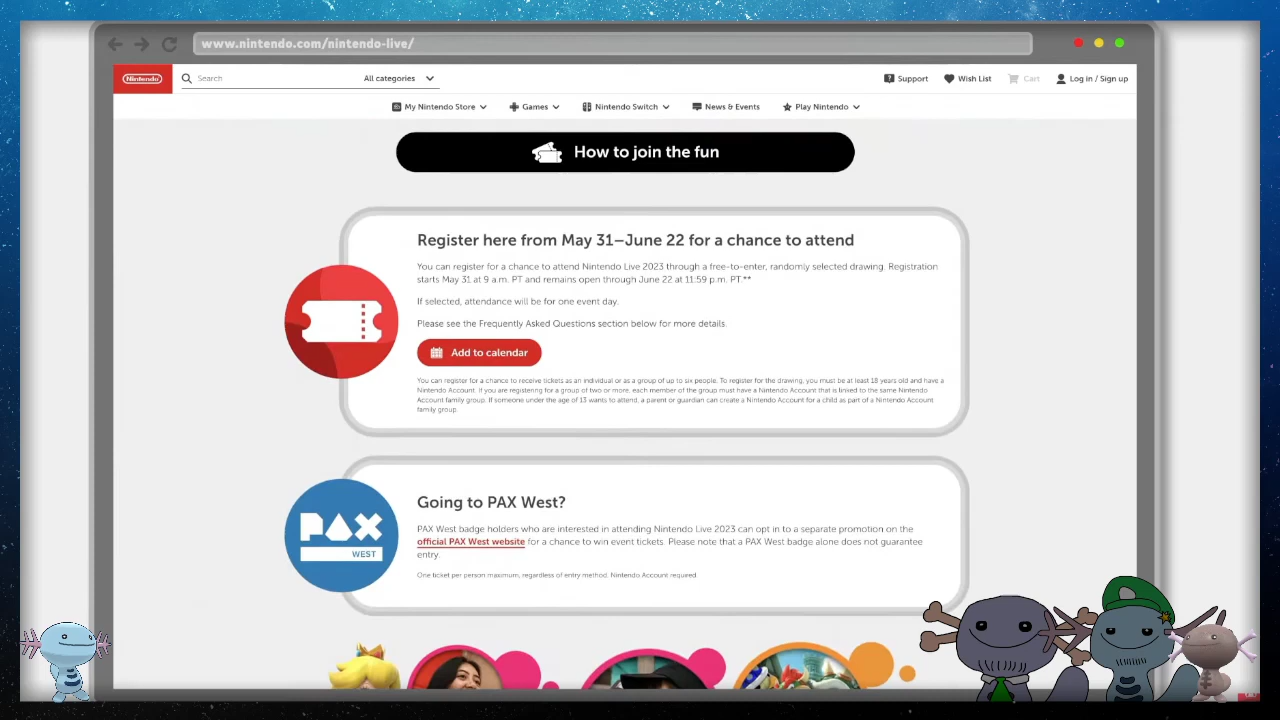 www.nintendo.com/nintendo-live/
Nintendo
Search
All categories
Support
Wish List
Cart
Log in / Sign up
My Nintendo Store
Games
Nintendo Switch
News & Events
Play Nintendo
How to join the fun
Register here from May 31–June 22 for a chance to attend
You can register for a chance to attend Nintendo Live 2023 through a free-to-enter, randomly selected drawing. Registration
starts May 31 at 9 a.m. PT and remains open through June 22 at 11:59 p.m. PT.**
If selected, attendance will be for one event day.
Please see the Frequently Asked Questions section below for more details.
Add to calendar
You can register for a chance to receive tickets as an individual or as a group of up to six people. To register for the drawing, you must be at least 18 years old and have a
Nintendo Account. If you are registering for a group of two or more, each member of the group must have a Nintendo Account that is linked to the same Nintendo
Account family group. If someone under the age of 13 wants to attend, a parent or guardian can create a Nintendo Account for a child as part of a Nintendo Account
family group.
PAX
WEST
Going to PAX West?
PAX West badge holders who are interested in attending Nintendo Live 2023 can opt in to a separate promotion on the
official PAX West website for a chance to win event tickets. Please note that a PAX West badge alone does not guarantee
entry.
One ticket per person maximum, regardless of entry method. Nintendo Account required.